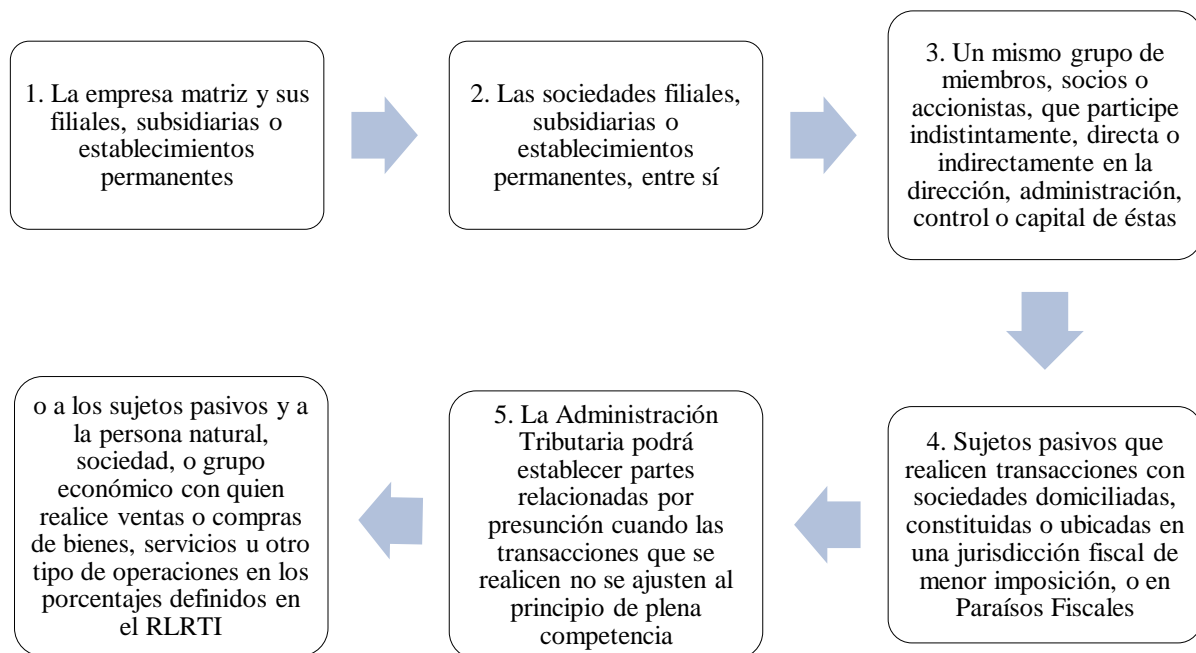 1. La empresa matriz y sus
filiales, subsidiarias o
establecimientos
permanentes
2. Las sociedades filiales,
subsidiarias o
establecimientos
permanentes, entre sí
3. Un mismo grupo de
miembros, socios o
accionistas, que participe
indistintamente, directa o
indirectamente en la
dirección, administración,
control o capital de éstas
4. Sujetos pasivos que
realicen transacciones con
sociedades domiciliadas,
constituidas o ubicadas en
una jurisdicción fiscal de
menor imposición, o en
Paraísos Fiscales
5. La Administración
Tributaria podrá
establecer partes
relacionadas por
presunción cuando las
transacciones que se
realicen no se ajusten al
principio de plena
competencia
o a los sujetos pasivos y a
la persona natural,
sociedad, o grupo
económico con quien
realice ventas o compras
de bienes, servicios u otro
tipo de operaciones en los
porcentajes definidos en
el RLRTI